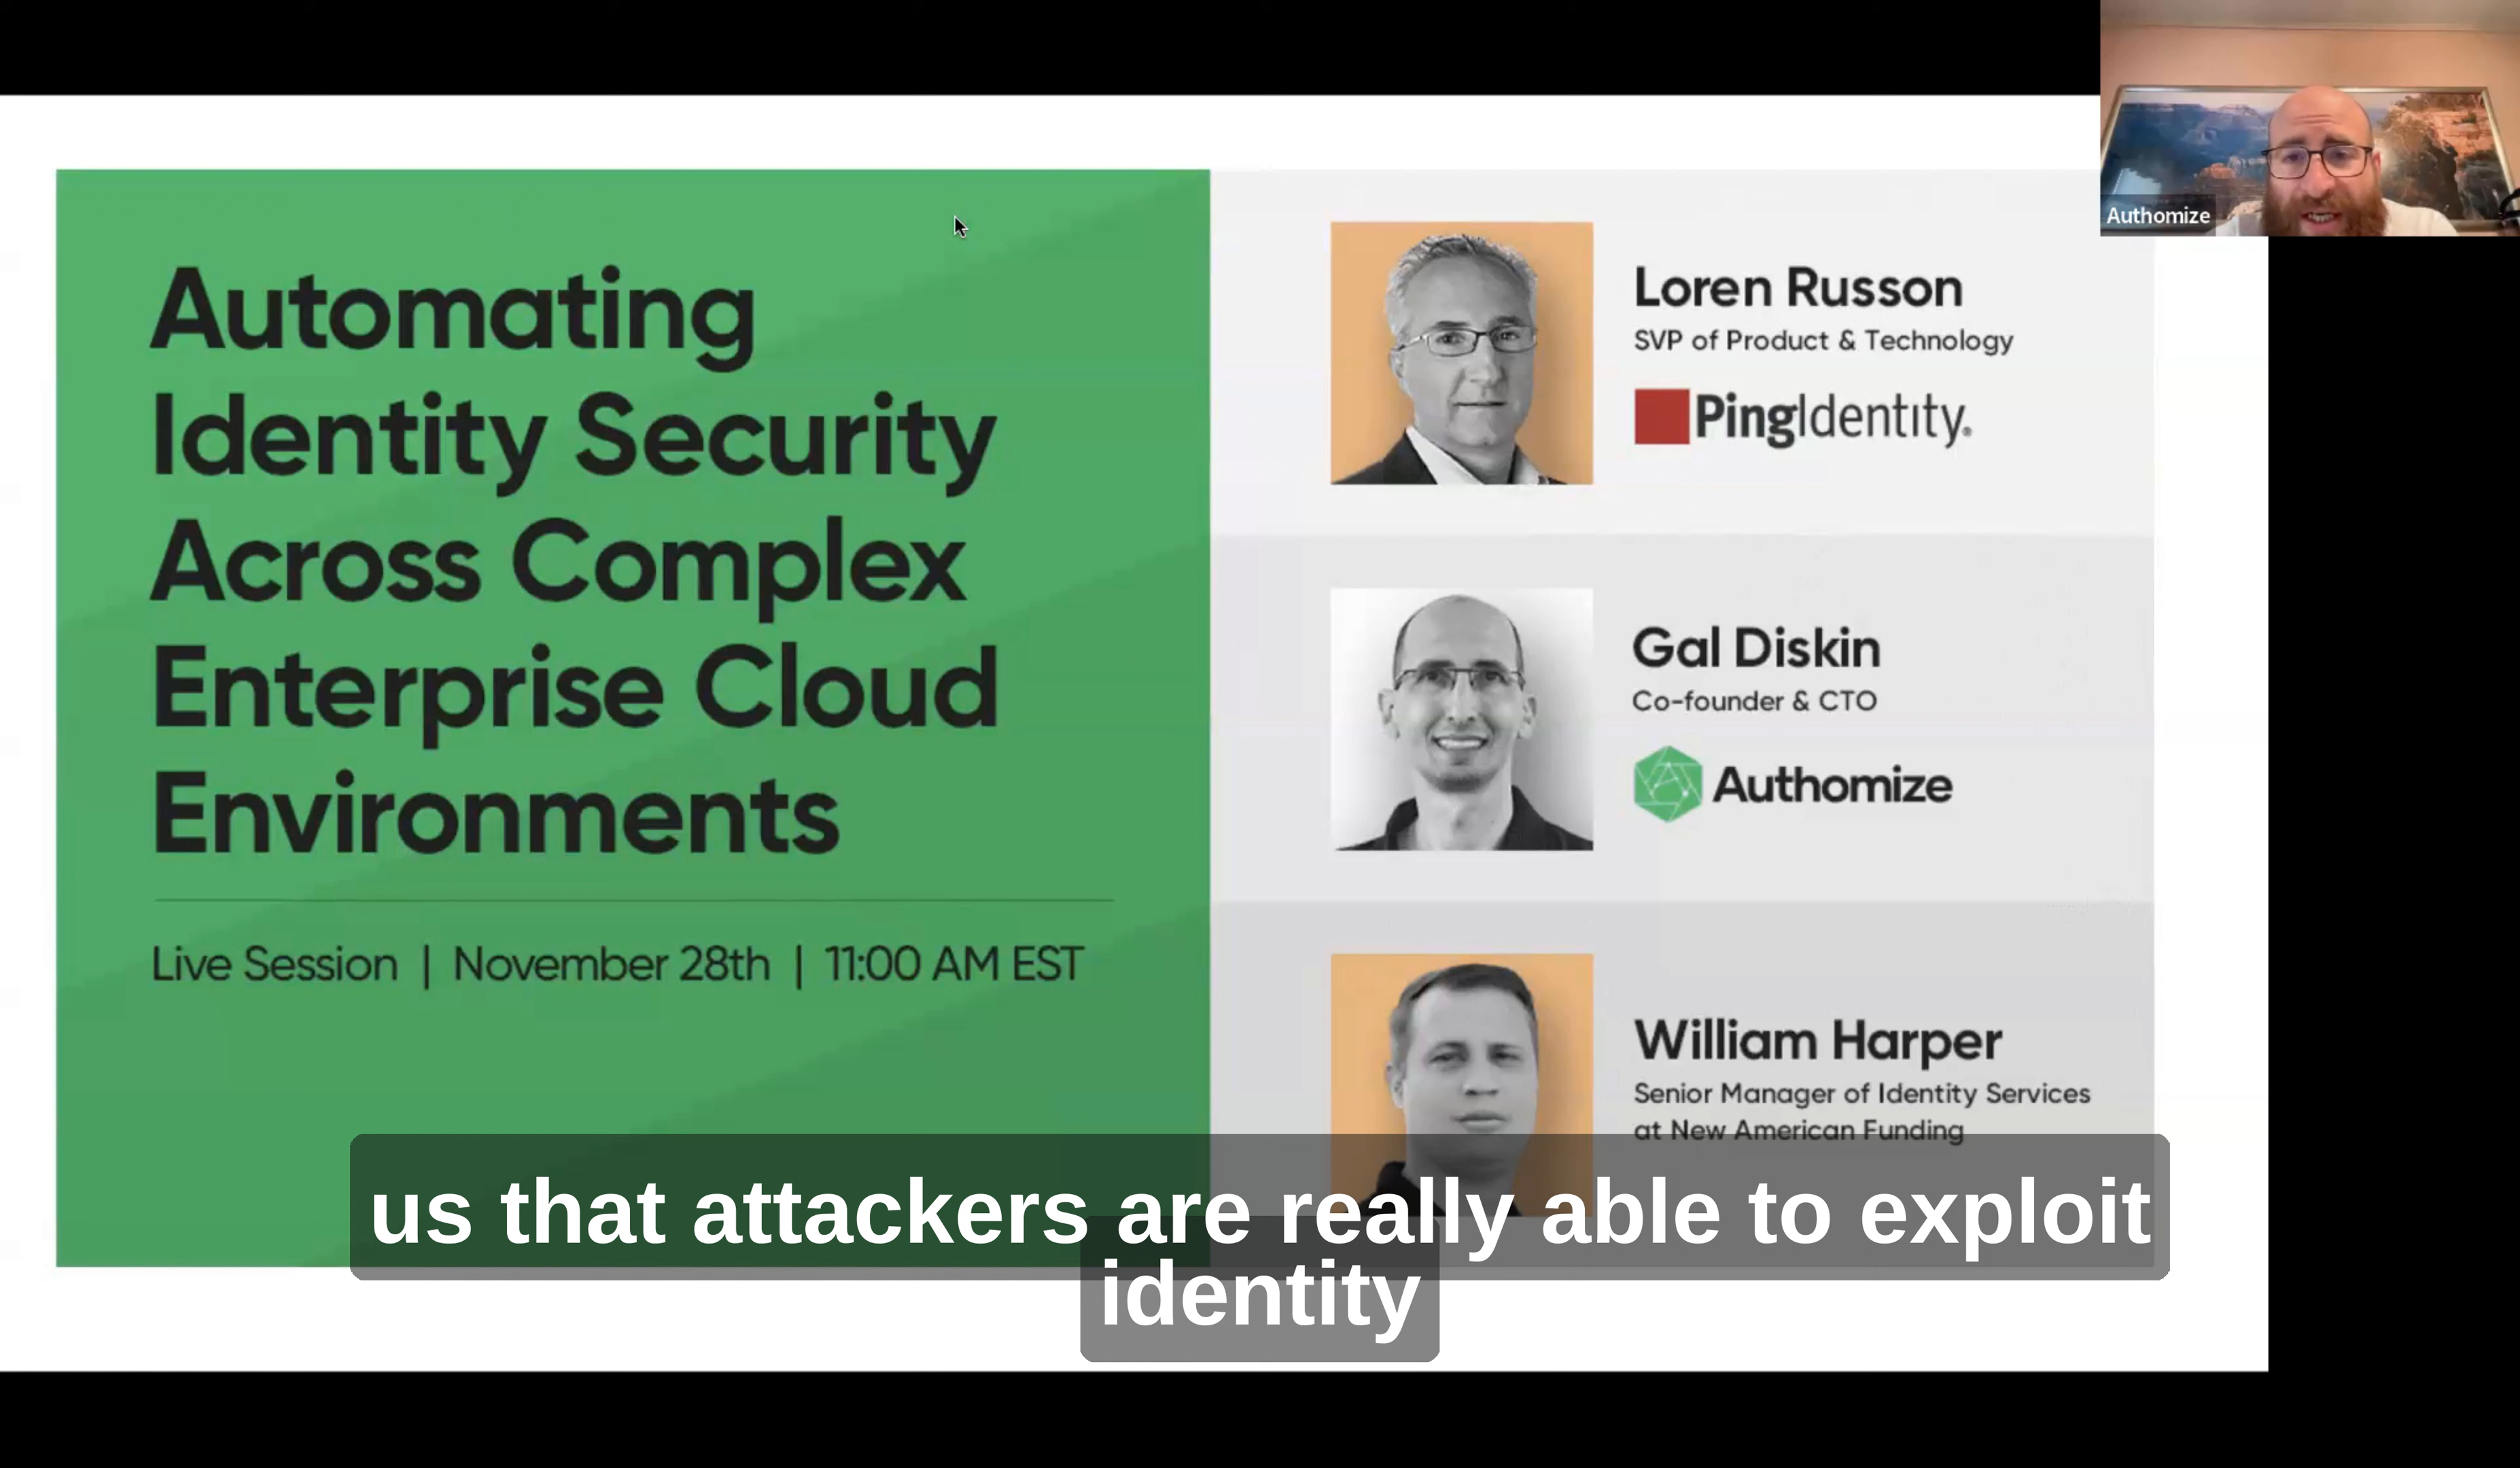 Automating
Identity Security
Across Complex
Enterprise Cloud
Environments
Live Session | November 28th | 11:00 AM EST
Loren Russon
SVP of Product & Technology
PingIdentity®
Gal Diskin
Co-founder & CTO
Authomize
William Harper
Senior Manager of Identity Services
at New American Funding
Authomize
us that attackers are really able to exploit
identity